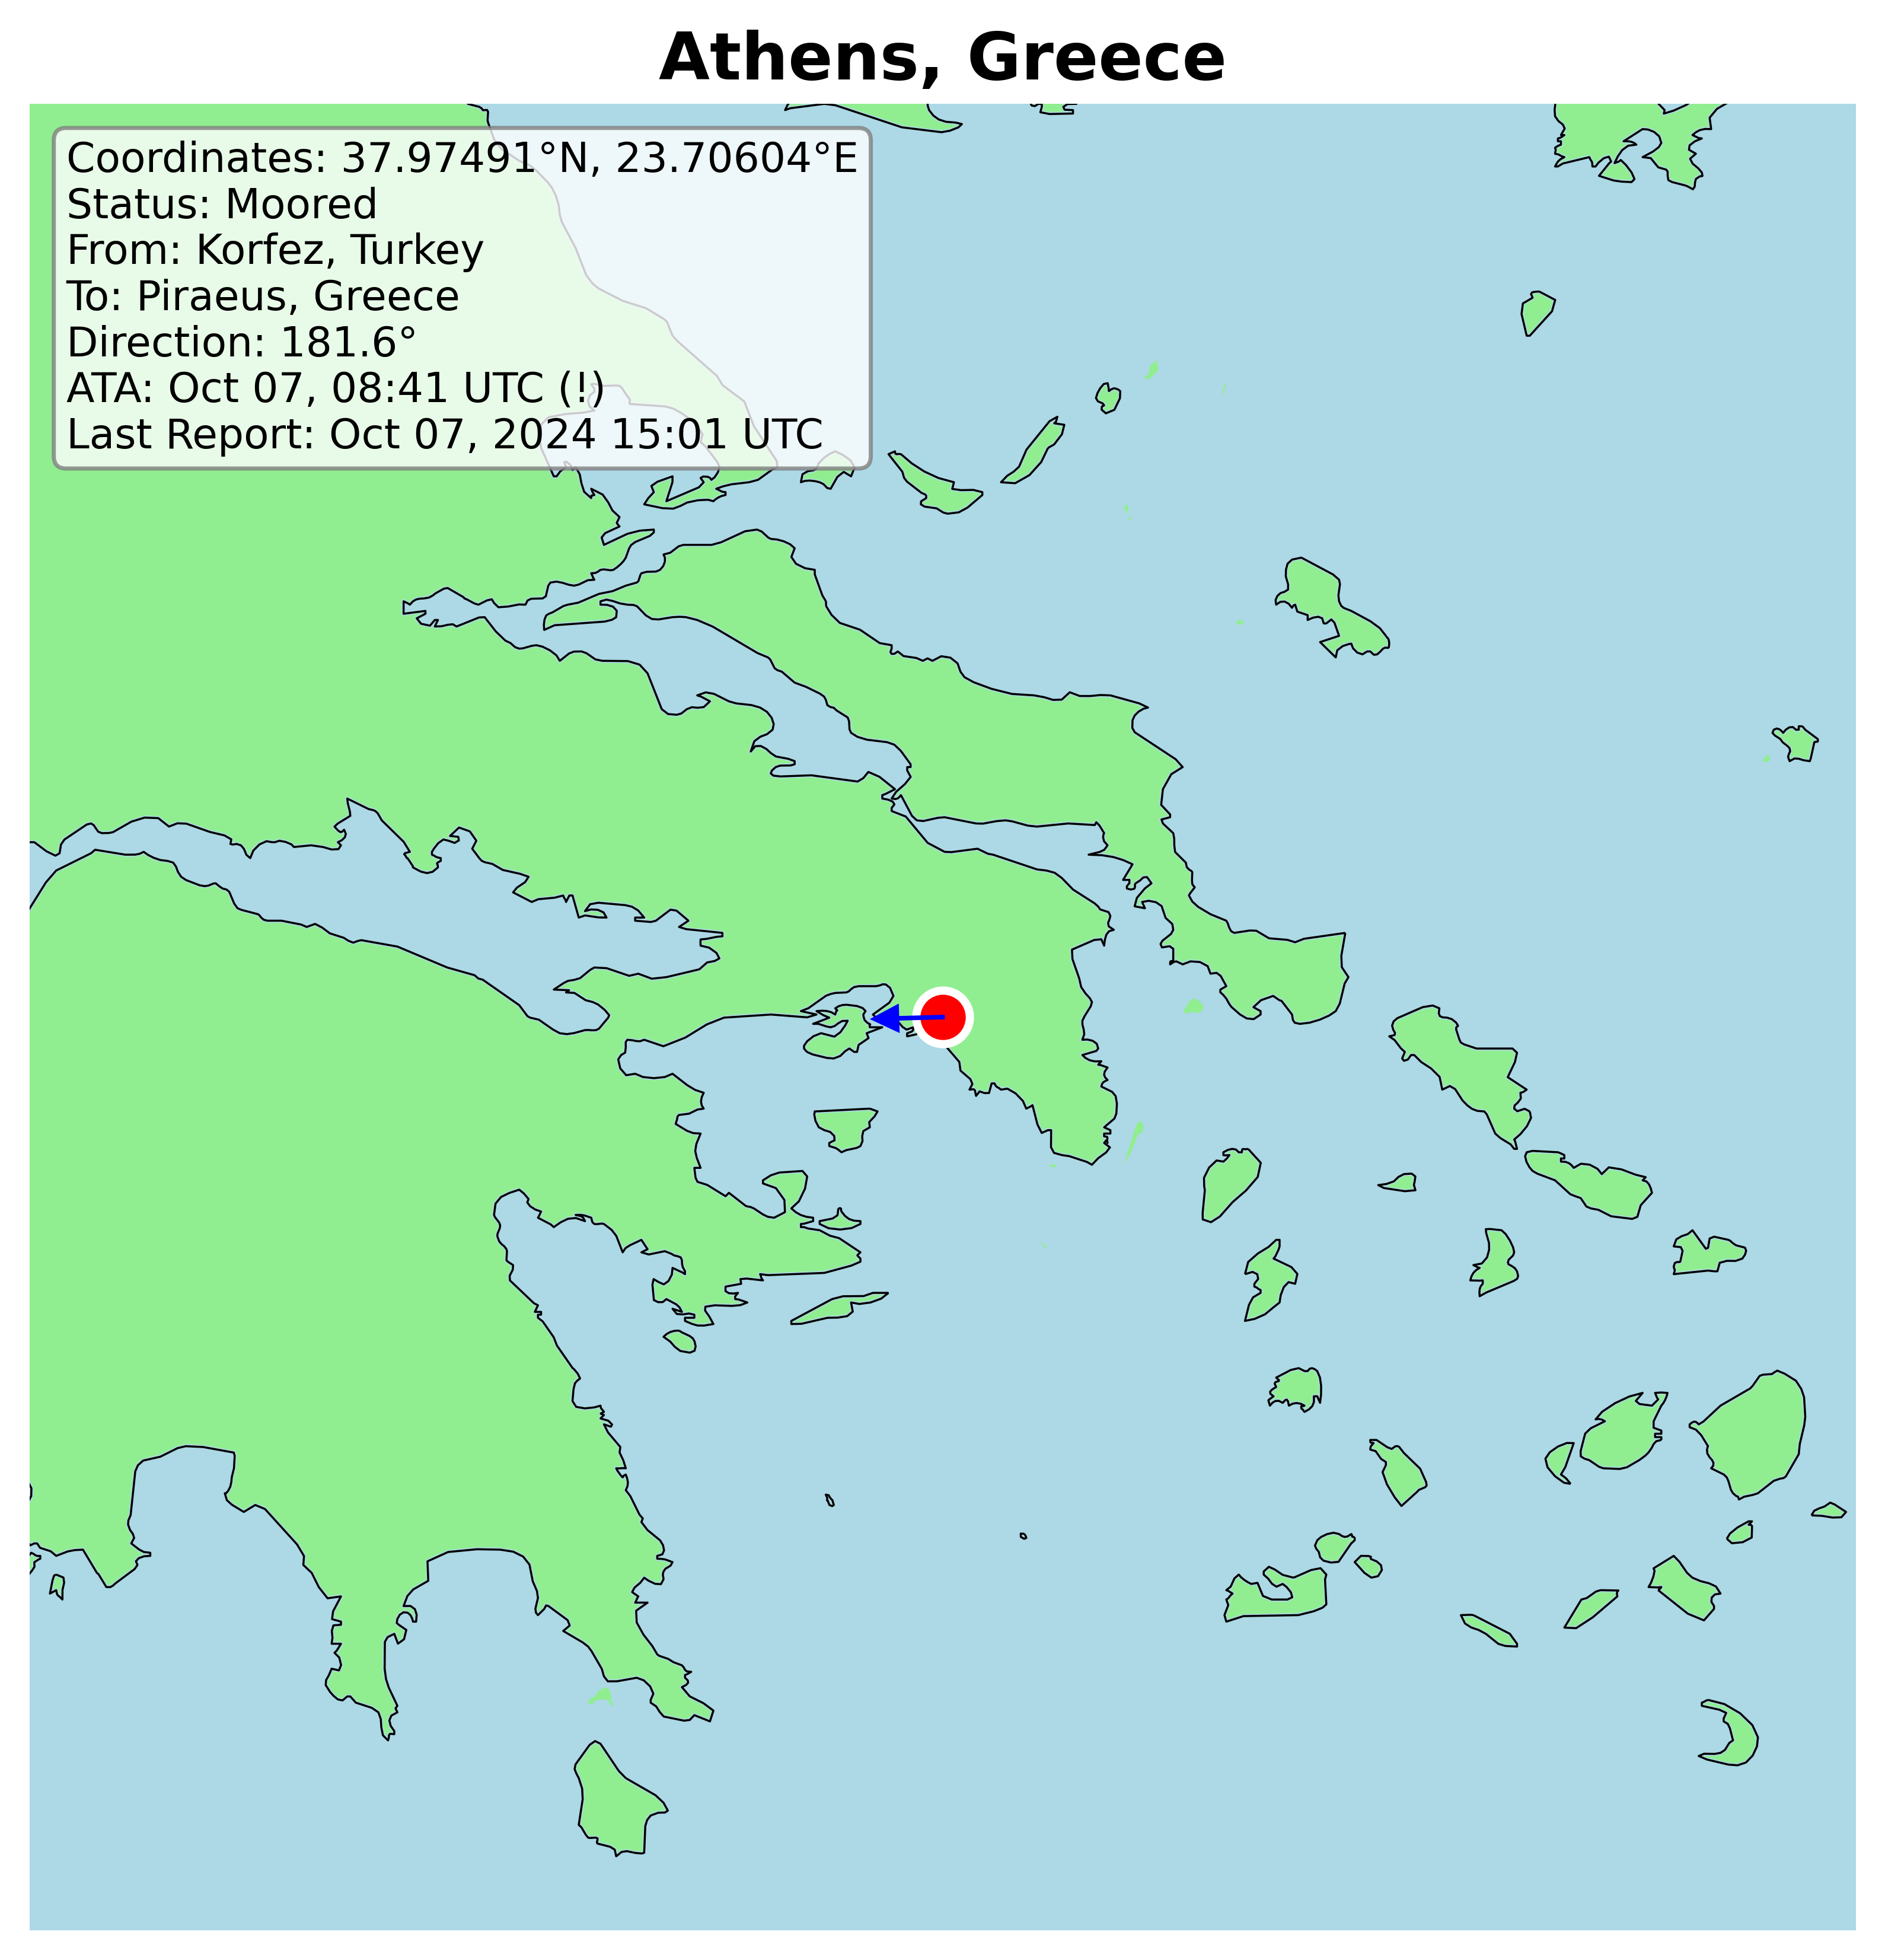 Athens, Greece
Coordinates: 37.97491°N, 23.70604°E
Status: Moored
From: Korfez, Turkey
To: Piraeus, Greece
Direction: 181.6°
ATA: Oct 07, 08:41 UTC (!)
Last Report: Oct 07, 2024 15:01 UTC